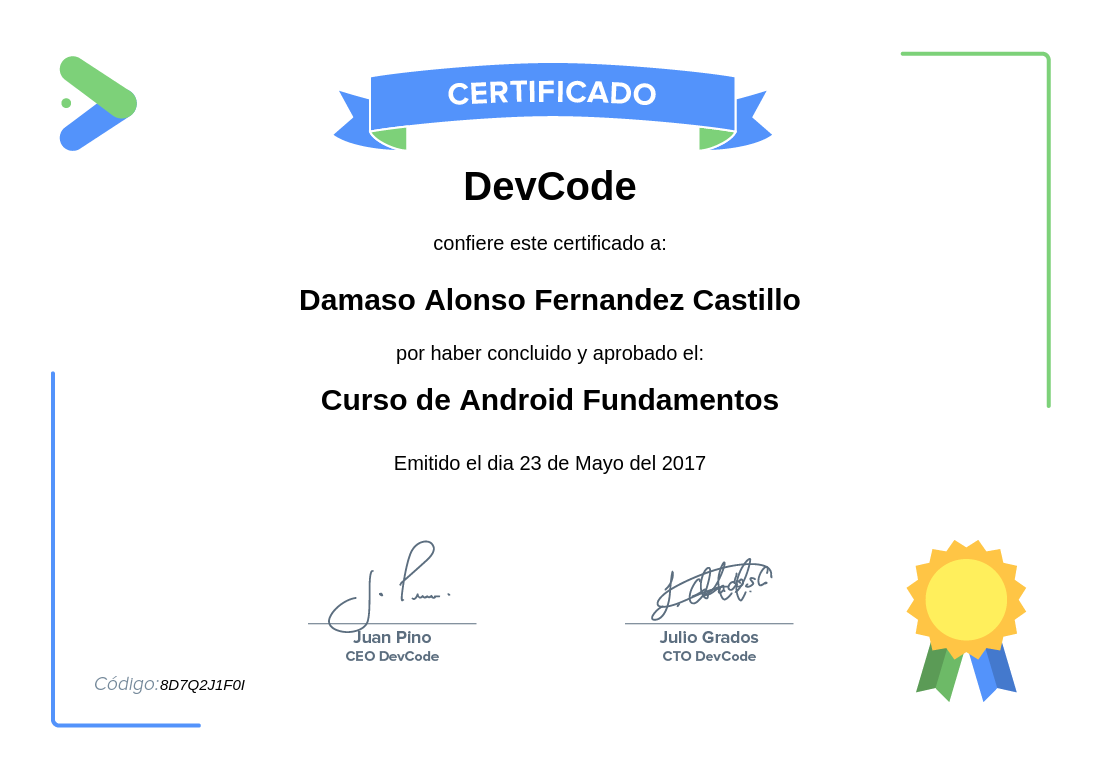 CERTIFICADO
DevCode
confiere este certificado a:
Damaso Alonso Fernandez Castillo
por haber concluido y aprobado el:
Curso de Android Fundamentos
Emitido el dia 23 de Mayo del 2017
Juan Pino
CEO DevCode
Julio Grados
CTO DevCode
Código:8D7Q2J1F0I